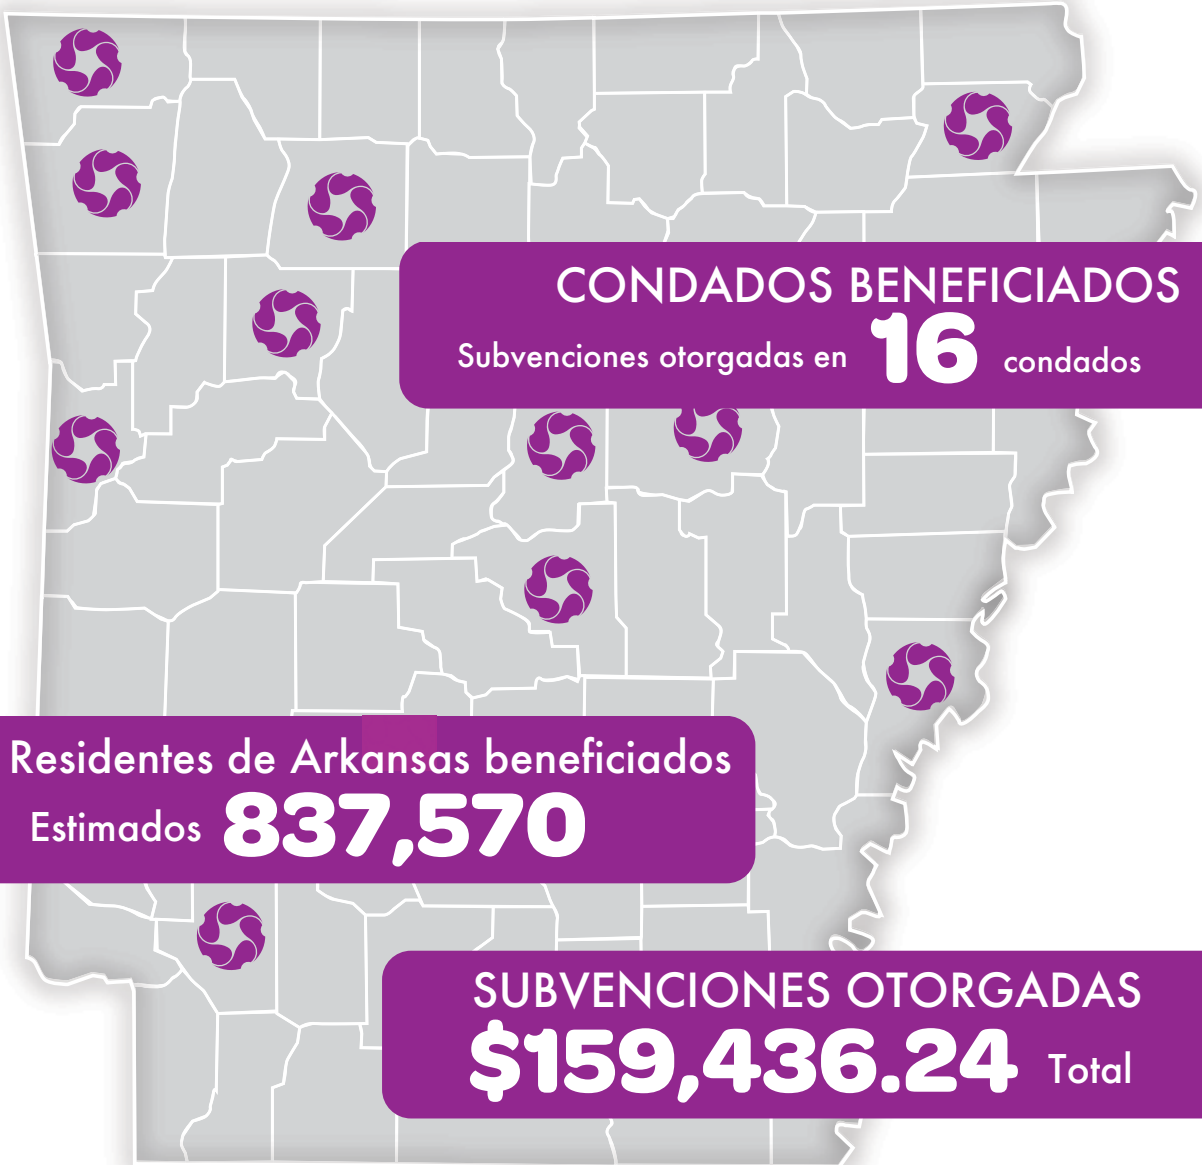 CONDADOS BENEFICIADOS
Subvenciones otorgadas en 16 condados
Residentes de Arkansas beneficiados
Estimados 837,570
SUBVENCIONES OTORGADAS
$159,436.24 Total